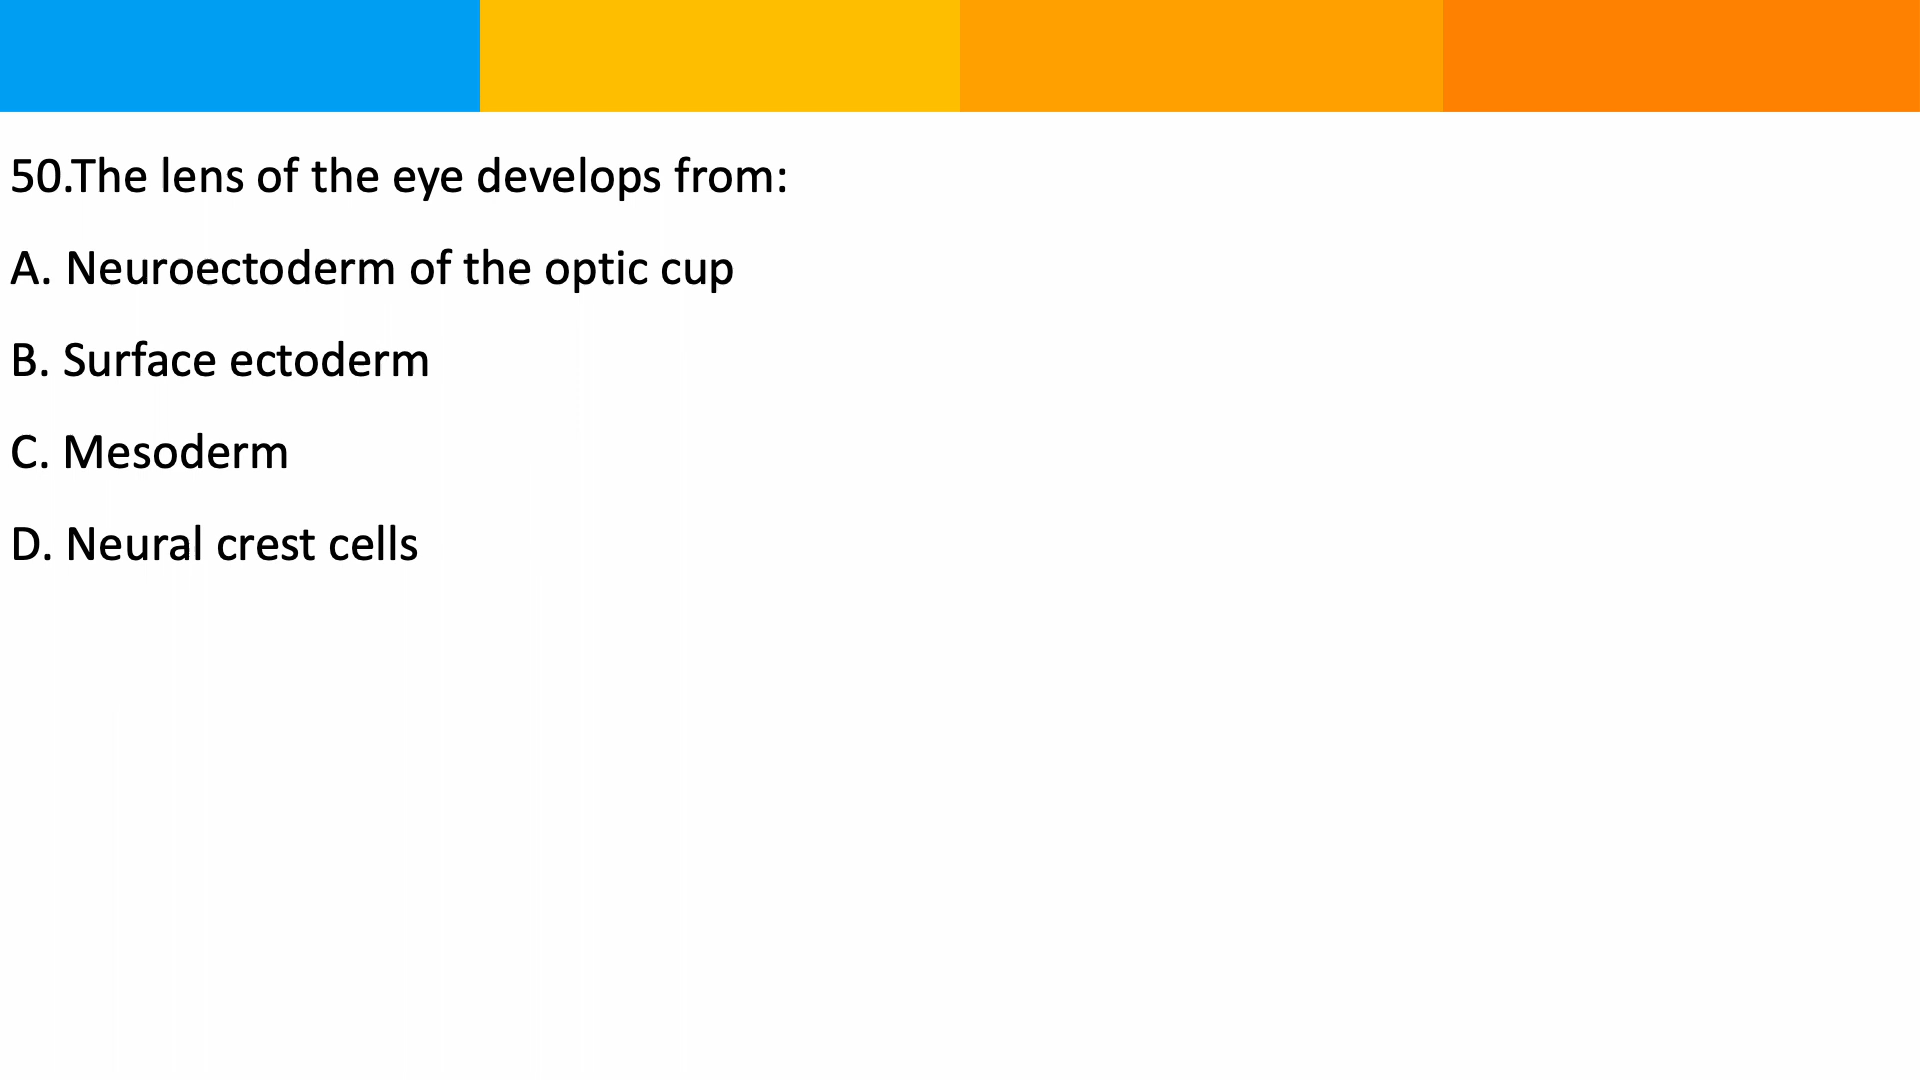 50.The lens of the eye develops from:
A. Neuroectoderm of the optic cup
B. Surface ectoderm
C. Mesoderm
D. Neural crest cells